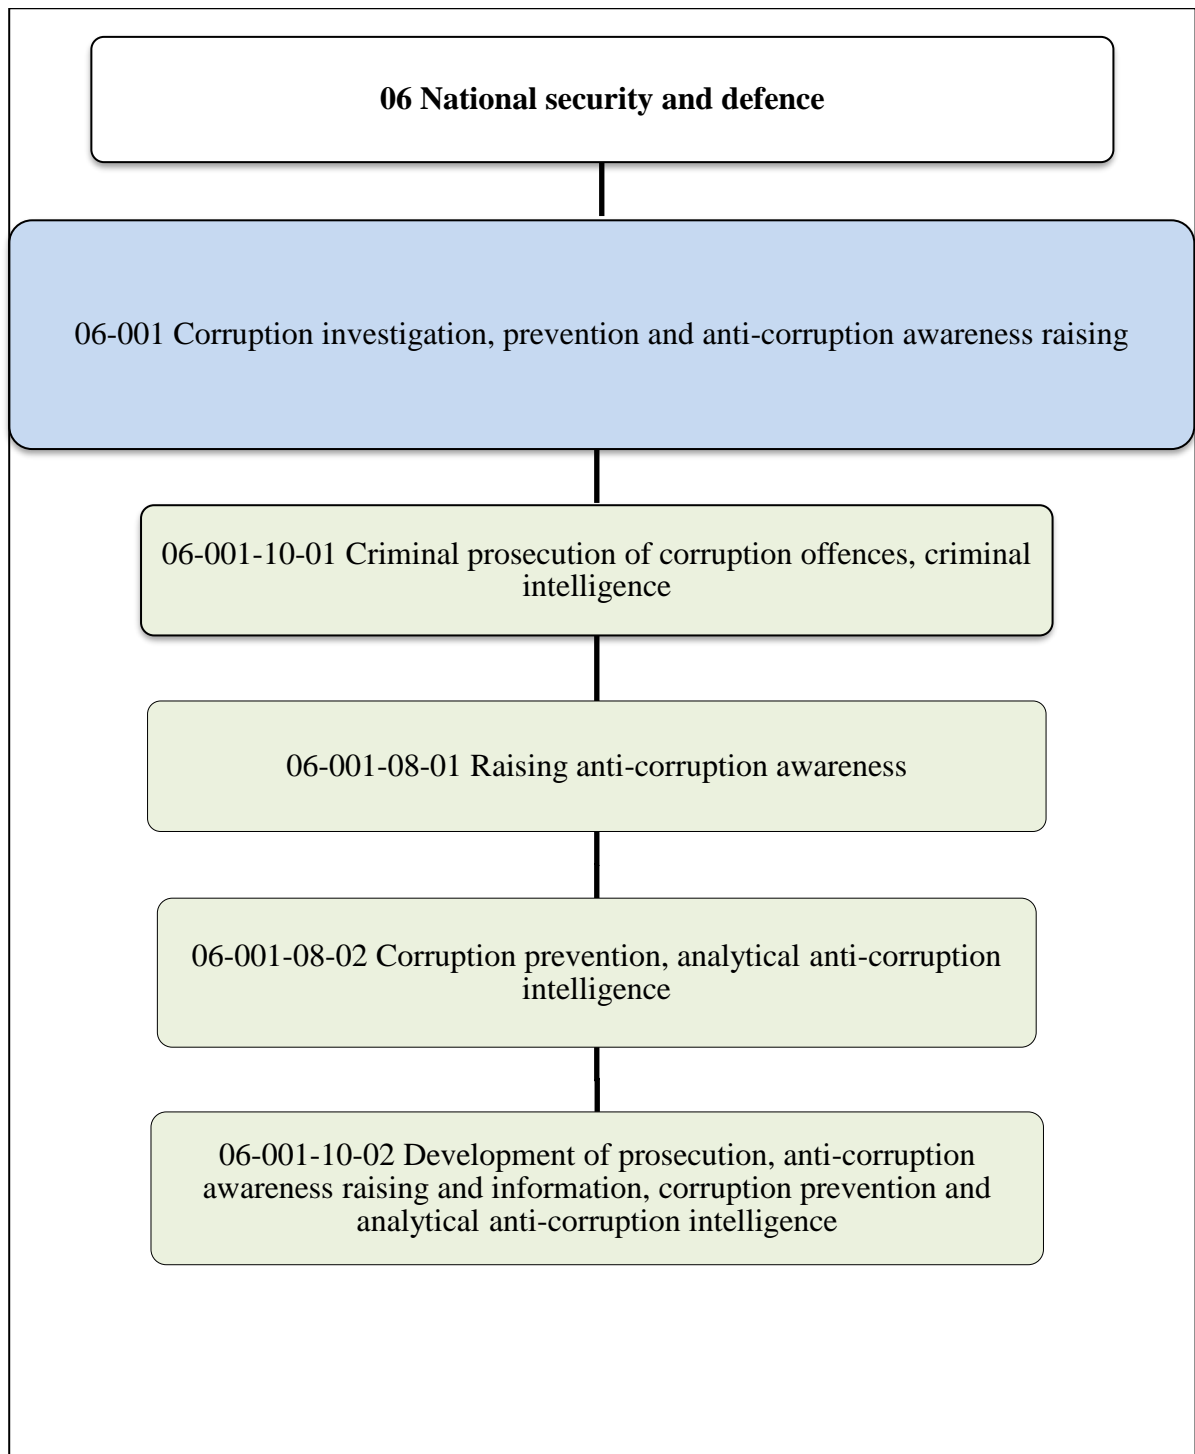 06 National security and defence
06-001 Corruption investigation, prevention and anti-corruption awareness raising
06-001-10-01 Criminal prosecution of corruption offences, criminal
intelligence
06-001-08-01 Raising anti-corruption awareness
06-001-08-02 Corruption prevention, analytical anti-corruption
intelligence
06-001-10-02 Development of prosecution, anti-corruption
awareness raising and information, corruption prevention and
analytical anti-corruption intelligence